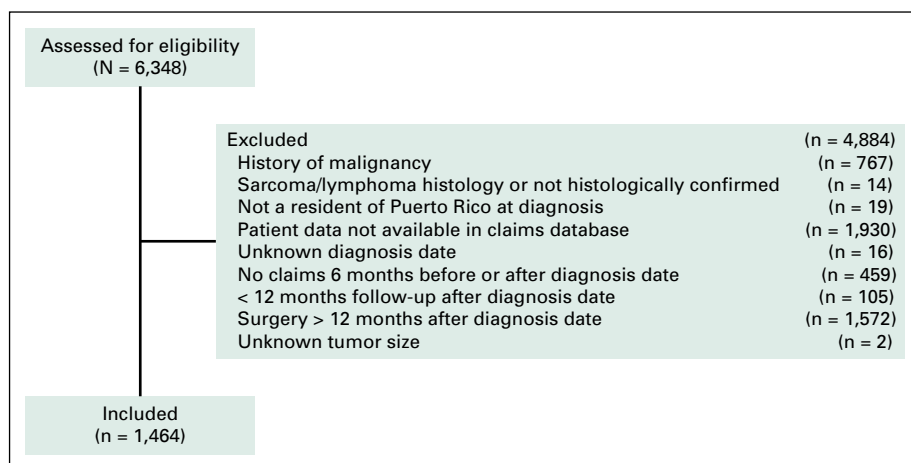 Assessed for eligibility
(N = 6,348)
Excluded (n = 4,884)
History of malignancy (n = 767)
Sarcoma/lymphoma histology or not histologically confirmed (n = 14)
Not a resident of Puerto Rico at diagnosis (n = 19)
Patient data not available in claims database (n = 1,930)
Unknown diagnosis date (n = 16)
No claims 6 months before or after diagnosis date (n = 459)
< 12 months follow-up after diagnosis date (n = 105)
Surgery > 12 months after diagnosis date (n = 1,572)
Unknown tumor size (n = 2)
Included
(n = 1,464)